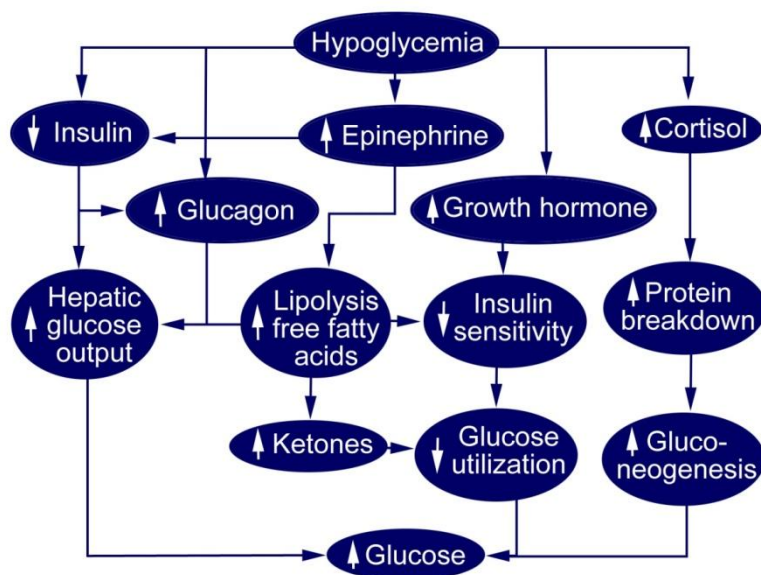 Hypoglycemia
Insulin
Epinephrine
Cortisol
Glucagon
Growth hormone
Hepatic
glucose
output
Lipolysis
free fatty
acids
Insulin
sensitivity
Protein
breakdown
Ketones
Glucose
utilization
Gluco-
neogenesis
Glucose